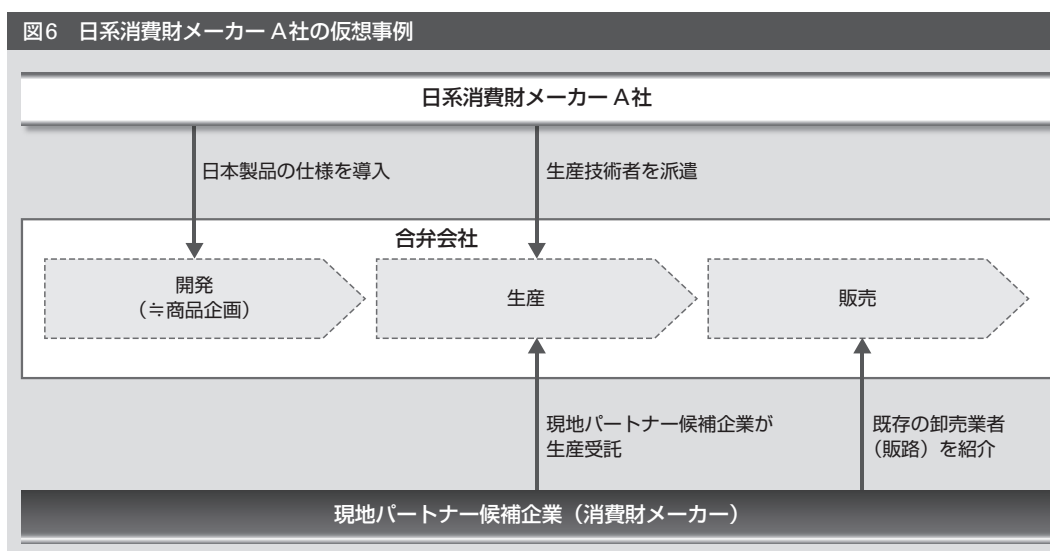 図6 日系消費財メーカー A社の仮想事例
日系消費財メーカー A社
日本製品の仕様を導入
生産技術者を派遣
合弁会社
開発
（≒商品企画）
生産
販売
現地パートナー候補企業が
生産受託
既存の卸売業者
（販路）を紹介
現地パートナー候補企業（消費財メーカー）